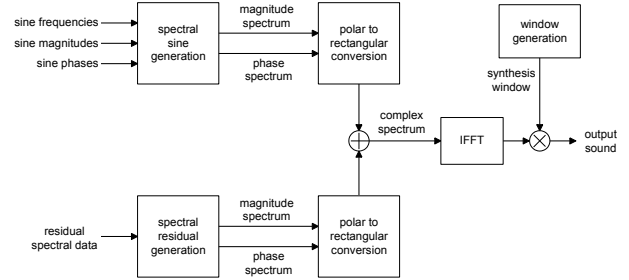 sine frequencies
sine magnitudes
sine phases
spectral
sine
generation
magnitude
spectrum
phase
spectrum
polar to
rectangular
conversion
window
generation
synthesis
window
complex
spectrum
IFFT
output
sound
residual
spectral data
spectral
residual
generation
magnitude
spectrum
phase
spectrum
polar to
rectangular
conversion